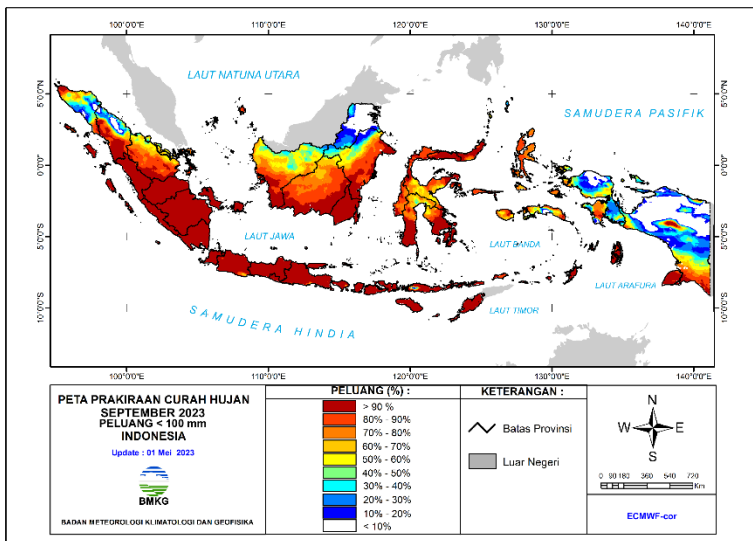 100°0'0"E 110°0'0"E 120°0'0"E 130°0'0"E 140°0'0"E
LAUT NATUNA UTARA
5°0'0"N
5°0'0"N
SAMUDERA PASIFIK
0°0'0"
0°0'0"
LAUT JAWA
LAUT BANDA
5°0'0"S
5°0'0"S
LAUT ARAFURA
SAMUDERA HINDIA
LAUT TIMOR
10°0'0"S
10°0'0"S
100°0'0"E 110°0'0"E 120°0'0"E 130°0'0"E 140°0'0"E
PETA PRAKIRAAN CURAH HUJAN
SEPTEMBER 2023
PELUANG < 100 mm
INDONESIA
Update : 01 Mei 2023
BMKG
BADAN METEOROLOGI KLIMATOLOGI DAN GEOFISIKA
PELUANG (%) :
> 90 %
80% - 90%
70% - 80%
60% - 70%
50% - 60%
40% - 50%
30% - 40%
20% - 30%
10% - 20%
< 10%
KETERANGAN :
Batas Provinsi
Luar Negeri
N
W E
S
0 90 180 360 540 720
Km
ECMWF-cor